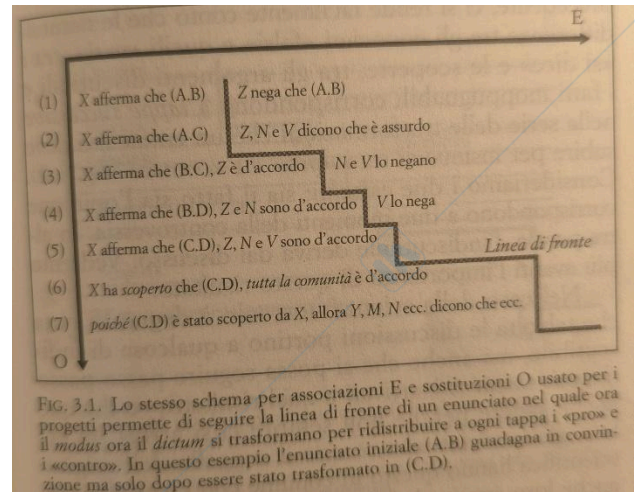 E
(1) X afferma che (A.B) Z nega che (A.B)
(2) X afferma che (A.C) Z, N e V dicono che è assurdo
(3) X afferma che (B.C), Z è d'accordo N e V lo negano
(4) X afferma che (B.D), Z e N sono d'accordo V lo nega
(5) X afferma che (C.D), Z, N e V sono d'accordo Linea di fronte
(6) X ha scoperto che (C.D), tutta la comunità è d'accordo
(7) poiché (C.D) è stato scoperto da X, allora Y, M, N ecc. dicono che ecc.
O
FIG. 3.1. Lo stesso schema per associazioni E e sostituzioni O usato per i
progetti permette di seguire la linea di fronte di un enunciato nel quale ora
il modus ora il dictum si trasformano per ridistribuire a ogni tappa i «pro» e
i «contro». In questo esempio l'enunciato iniziale (A.B) guadagna in convin-
zione ma solo dopo essere stato trasformato in (C.D).